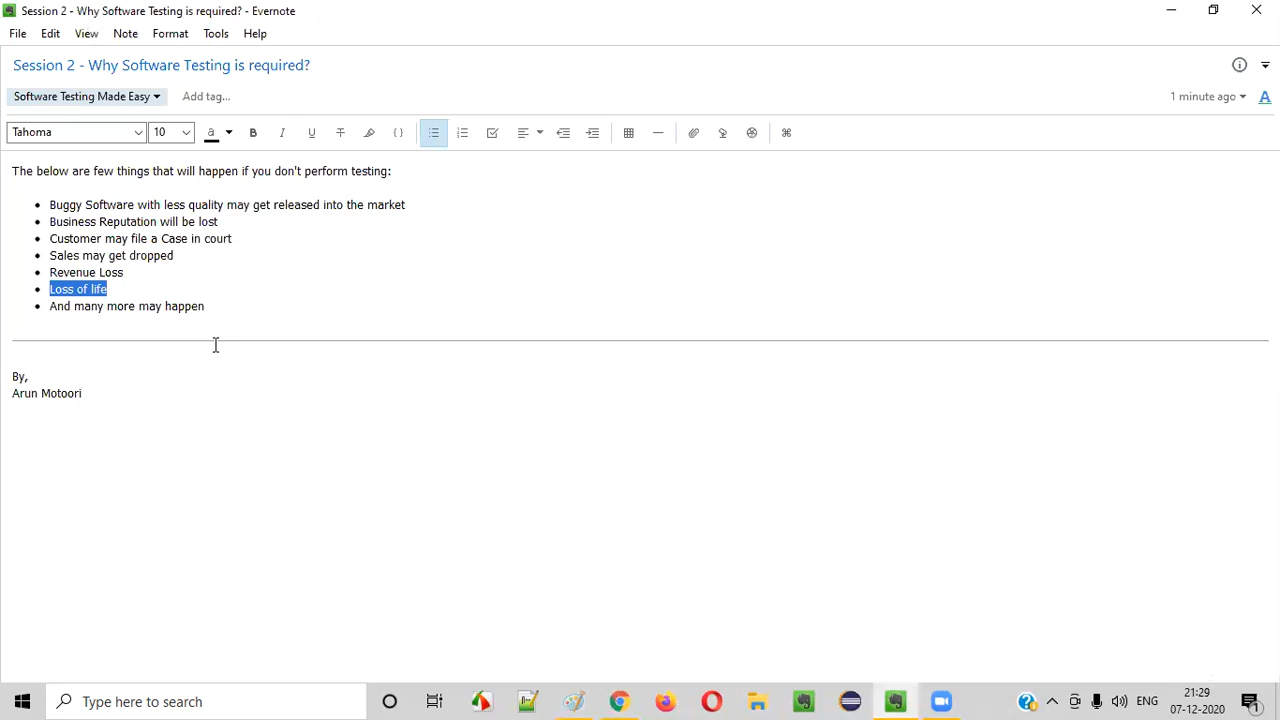 Session 2 - Why Software Testing is required? - Evernote
File Edit View Note Format Tools Help
Session 2 - Why Software Testing is required?
Software Testing Made Easy Add tag... 1 minute ago
Tahoma 10
The below are few things that will happen if you don't perform testing:
• Buggy Software with less quality may get released into the market
• Business Reputation will be lost
• Customer may file a Case in court
• Sales may get dropped
• Revenue Loss
• Loss of life
• And many more may happen
By,
Arun Motoori
Type here to search
ENG
21:29
07-12-2020